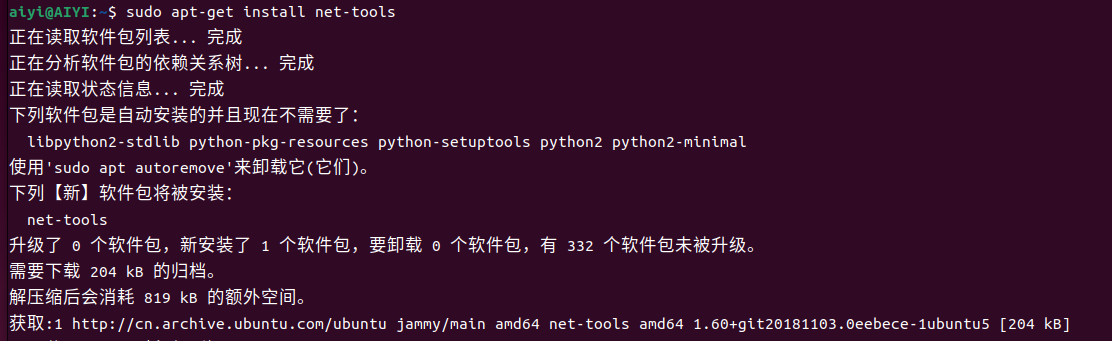 aiyi@AIYI:~$ sudo apt-get install net-tools
正在读取软件包列表... 完成
正在分析软件包的依赖关系树... 完成
正在读取状态信息... 完成
下列软件包是自动安装的并且现在不需要了：
  libpython2-stdlib python-pkg-resources python-setuptools python2 python2-minimal
使用'sudo apt autoremove'来卸载它(它们)。
下列【新】软件包将被安装：
  net-tools
升级了 0 个软件包，新安装了 1 个软件包，要卸载 0 个软件包，有 332 个软件包未被升级。
需要下载 204 kB 的归档。
解压缩后会消耗 819 kB 的额外空间。
获取:1 http://cn.archive.ubuntu.com/ubuntu jammy/main amd64 net-tools amd64 1.60+git20181103.0eebece-1ubuntu5 [204 kB]